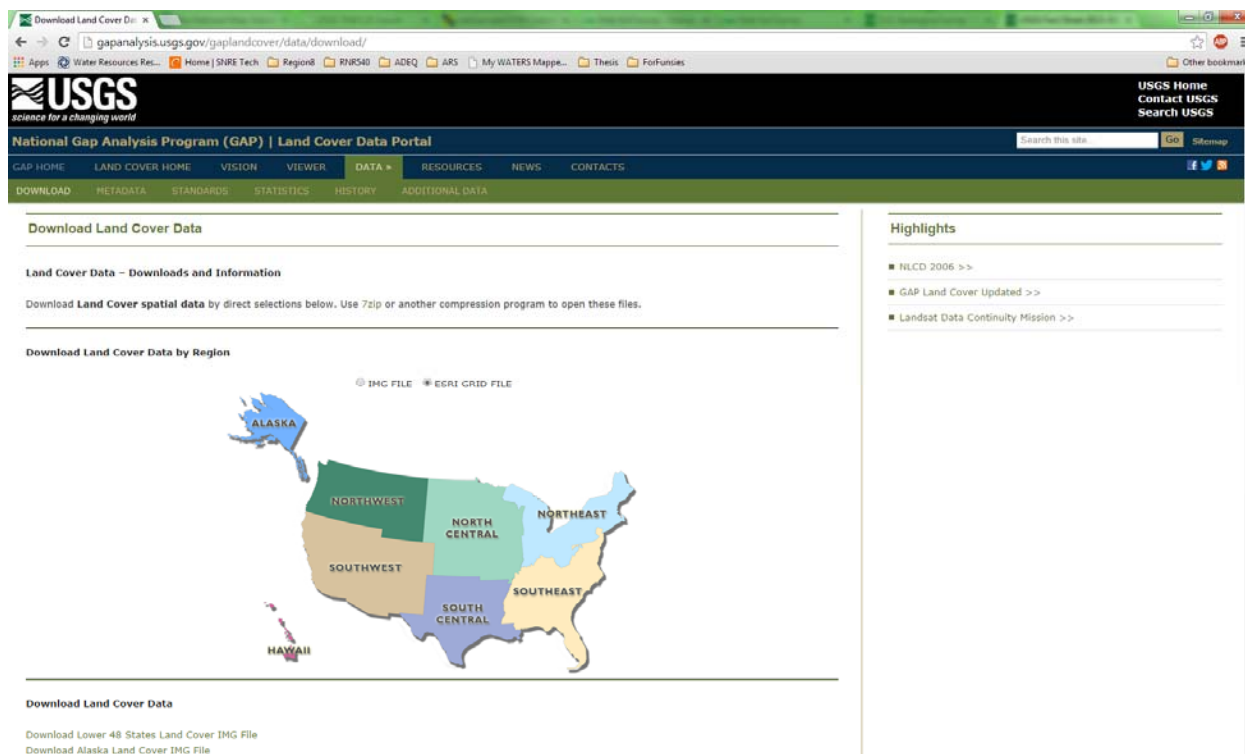 Download Land Cover Da
gapanalysis.usgs.gov/gaplandcover/data/download/
ABP
Apps Water Resources Res... Home | SNRE Tech Region8 RNR540 ADEQ ARS My WATERS Mappe... Thesis ForFunsies Other bookmark
USGS
science for a changing world
USGS Home
Contact USGS
Search USGS
National Gap Analysis Program (GAP) | Land Cover Data Portal
Search this site... Go Sitemap
GAP HOME LAND COVER HOME VISION VIEWER DATA » RESOURCES NEWS CONTACTS
DOWNLOAD METADATA STANDARDS STATISTICS HISTORY ADDITIONAL DATA
Download Land Cover Data
Land Cover Data – Downloads and Information
Download Land Cover spatial data by direct selections below. Use 7zip or another compression program to open these files.
Download Land Cover Data by Region
IMG FILE ESRI GRID FILE
ALASKA
NORTHWEST
NORTH
CENTRAL
NORTHEAST
SOUTHWEST
SOUTHEAST
SOUTH
CENTRAL
HAWAII
Download Land Cover Data
Download Lower 48 States Land Cover IMG File
Download Alaska Land Cover IMG File
Highlights
NLCD 2006 >>
GAP Land Cover Updated >>
Landsat Data Continuity Mission >>